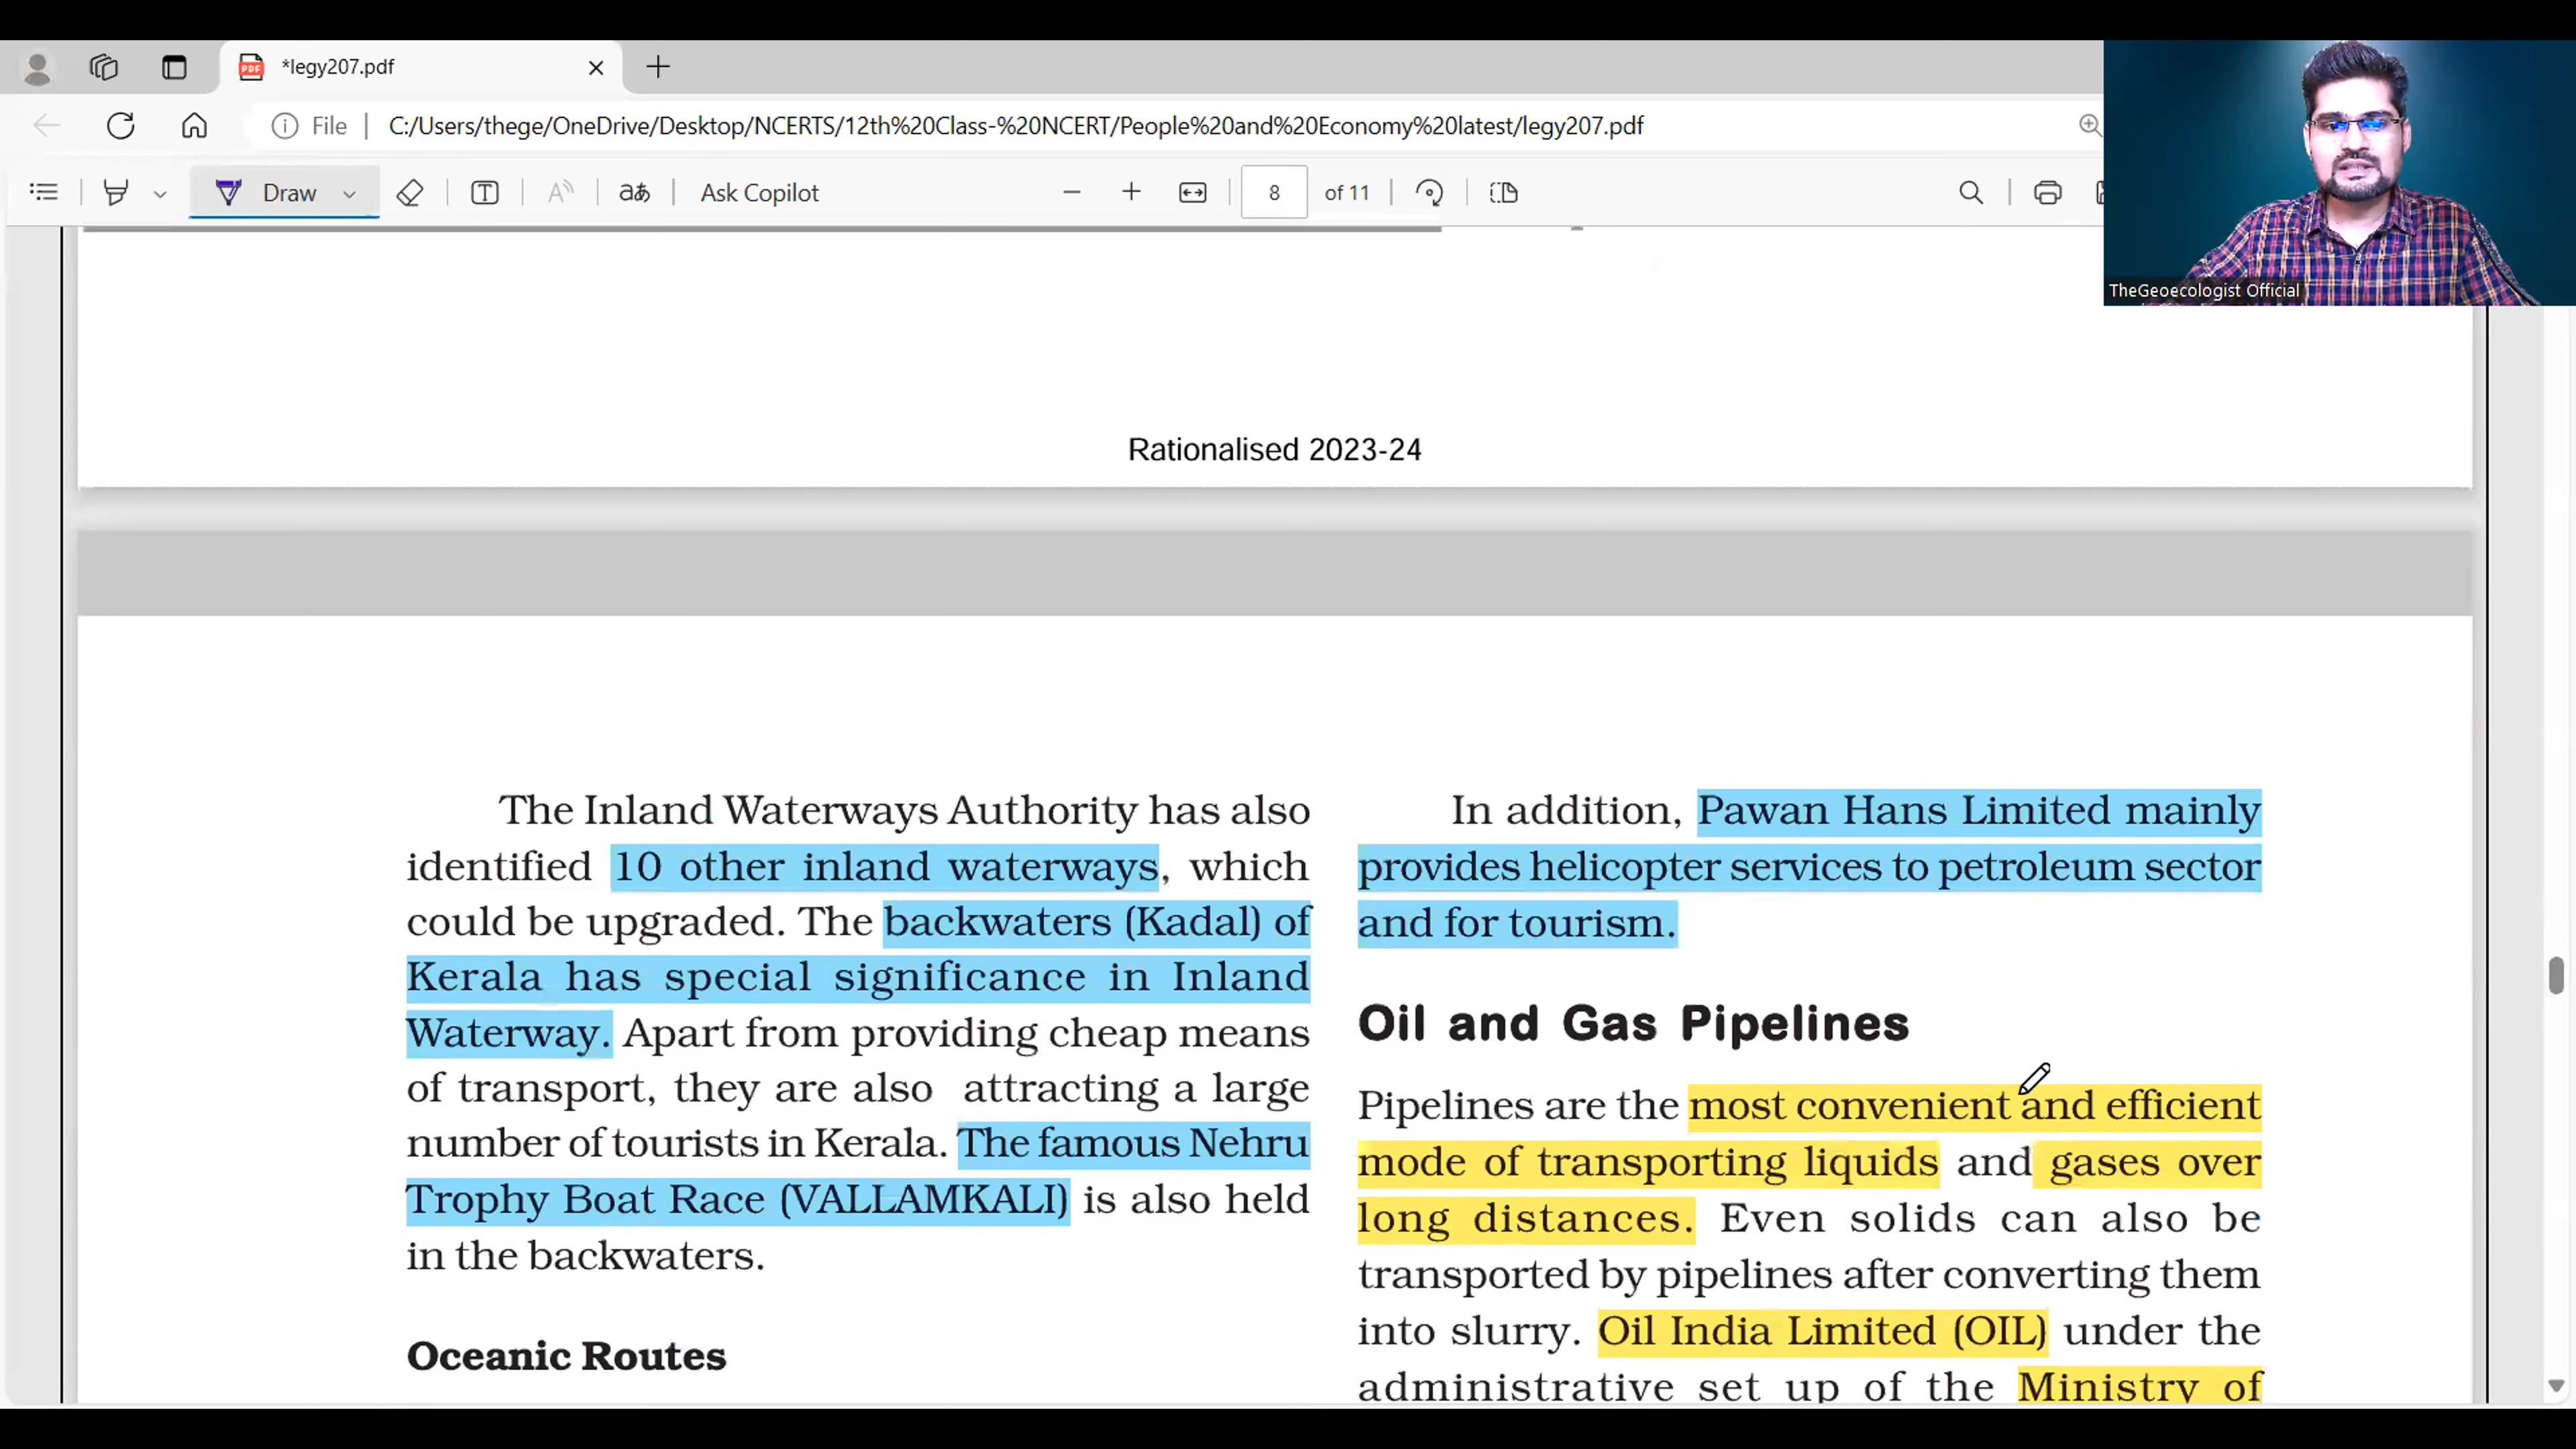 *legy207.pdf
File
C:/Users/thege/OneDrive/Desktop/NCERTS/12th%20Class-%20NCERT/People%20and%20Economy%20latest/legy207.pdf
Draw
Ask Copilot
8 of 11
TheGeoecologist Official
Rationalised 2023-24
The Inland Waterways Authority has also
identified 10 other inland waterways, which
could be upgraded. The backwaters (Kadal) of
Kerala has special significance in Inland
Waterway. Apart from providing cheap means
of transport, they are also attracting a large
number of tourists in Kerala. The famous Nehru
Trophy Boat Race (VALLAMKALI) is also held
in the backwaters.
Oceanic Routes
In addition, Pawan Hans Limited mainly
provides helicopter services to petroleum sector
and for tourism.
Oil and Gas Pipelines
Pipelines are the most convenient and efficient
mode of transporting liquids and gases over
long distances. Even solids can also be
transported by pipelines after converting them
into slurry. Oil India Limited (OIL) under the
administrative set up of the Ministry of